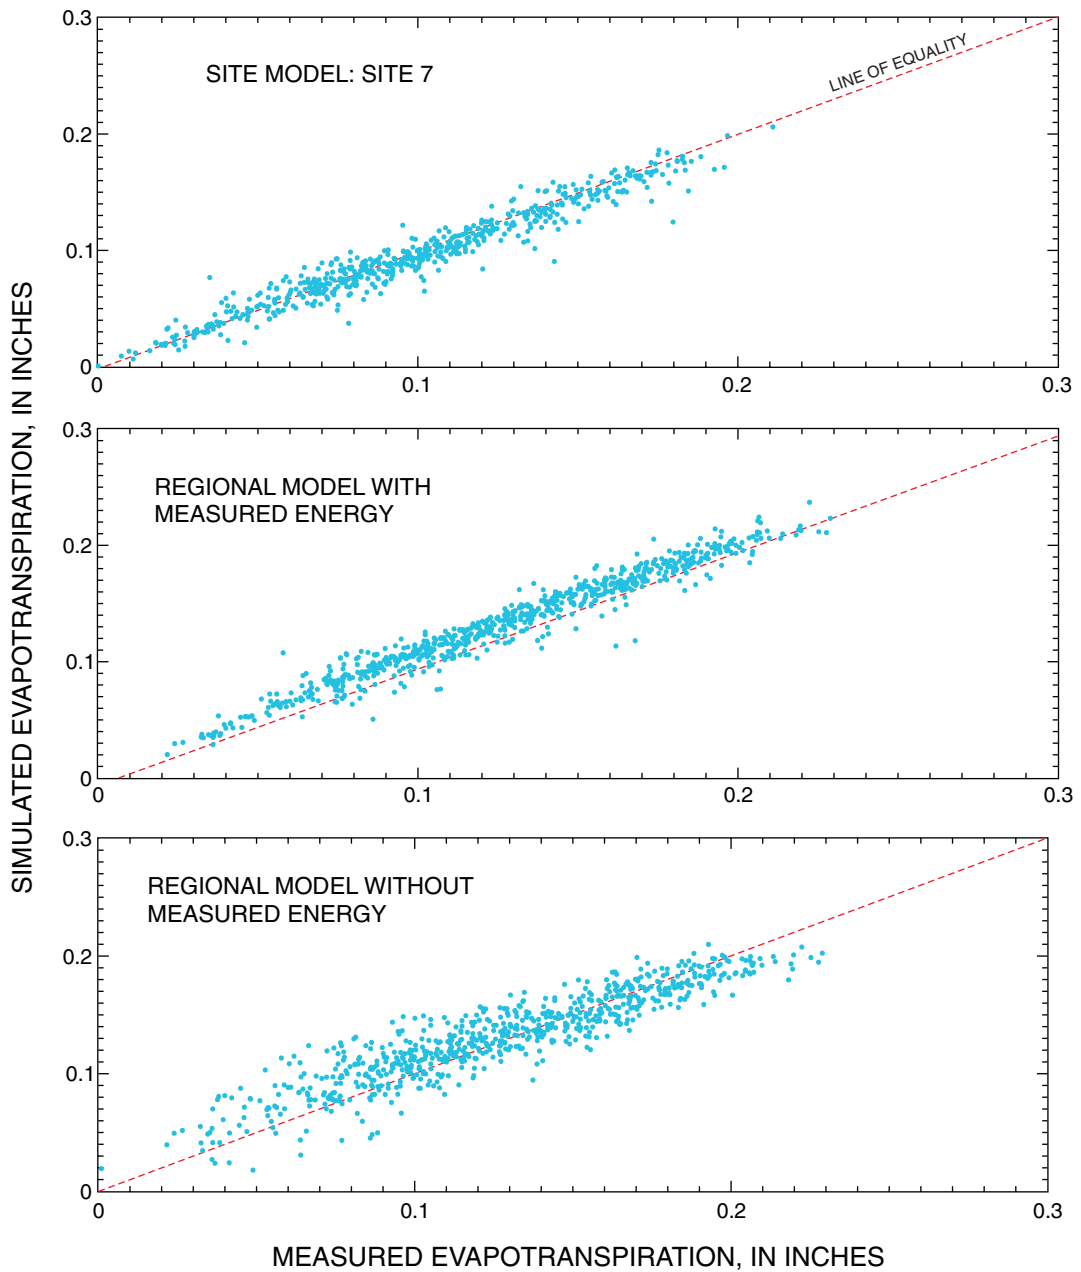 SIMULATED EVAPOTRANSPIRATION, IN INCHES
0.3
SITE MODEL: SITE 7
LINE OF EQUALITY
0.2
0.1
0
0 0.1 0.2 0.3
0.3
REGIONAL MODEL WITH
MEASURED ENERGY
0.2
0.1
0
0 0.1 0.2 0.3
0.3
REGIONAL MODEL WITHOUT
MEASURED ENERGY
0.2
0.1
0
0 0.1 0.2 0.3
MEASURED EVAPOTRANSPIRATION, IN INCHES